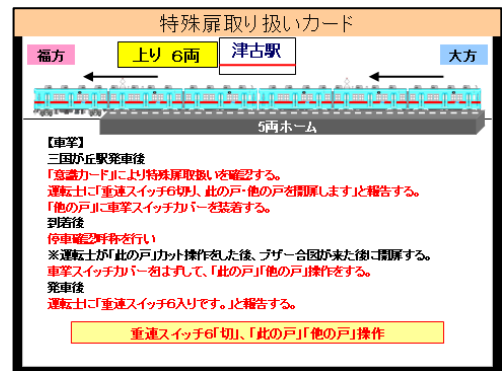 特殊扉取り扱いカード
福方
上り 6両
津古駅
大方
5両ホーム
【車掌】
三国が丘駅発車後
「意識カード」により特殊扉取扱いを確認する。
運転士に「重連スイッチ6切り、此の戸・他の戸を開扉します」と報告する。
「他の戸」に車掌スイッチカバーを装着する。
到着後
停車確認呼称を行い
※運転士が「此の戸」カット操作をした後、ブザー合図が来た後に開扉する。
車掌スイッチカバーをはずして、「此の戸」「他の戸」操作をする。
発車後
運転士に「重連スイッチ6入りです。」と報告する。
重連スイッチ6「切」、「此の戸」「他の戸」操作